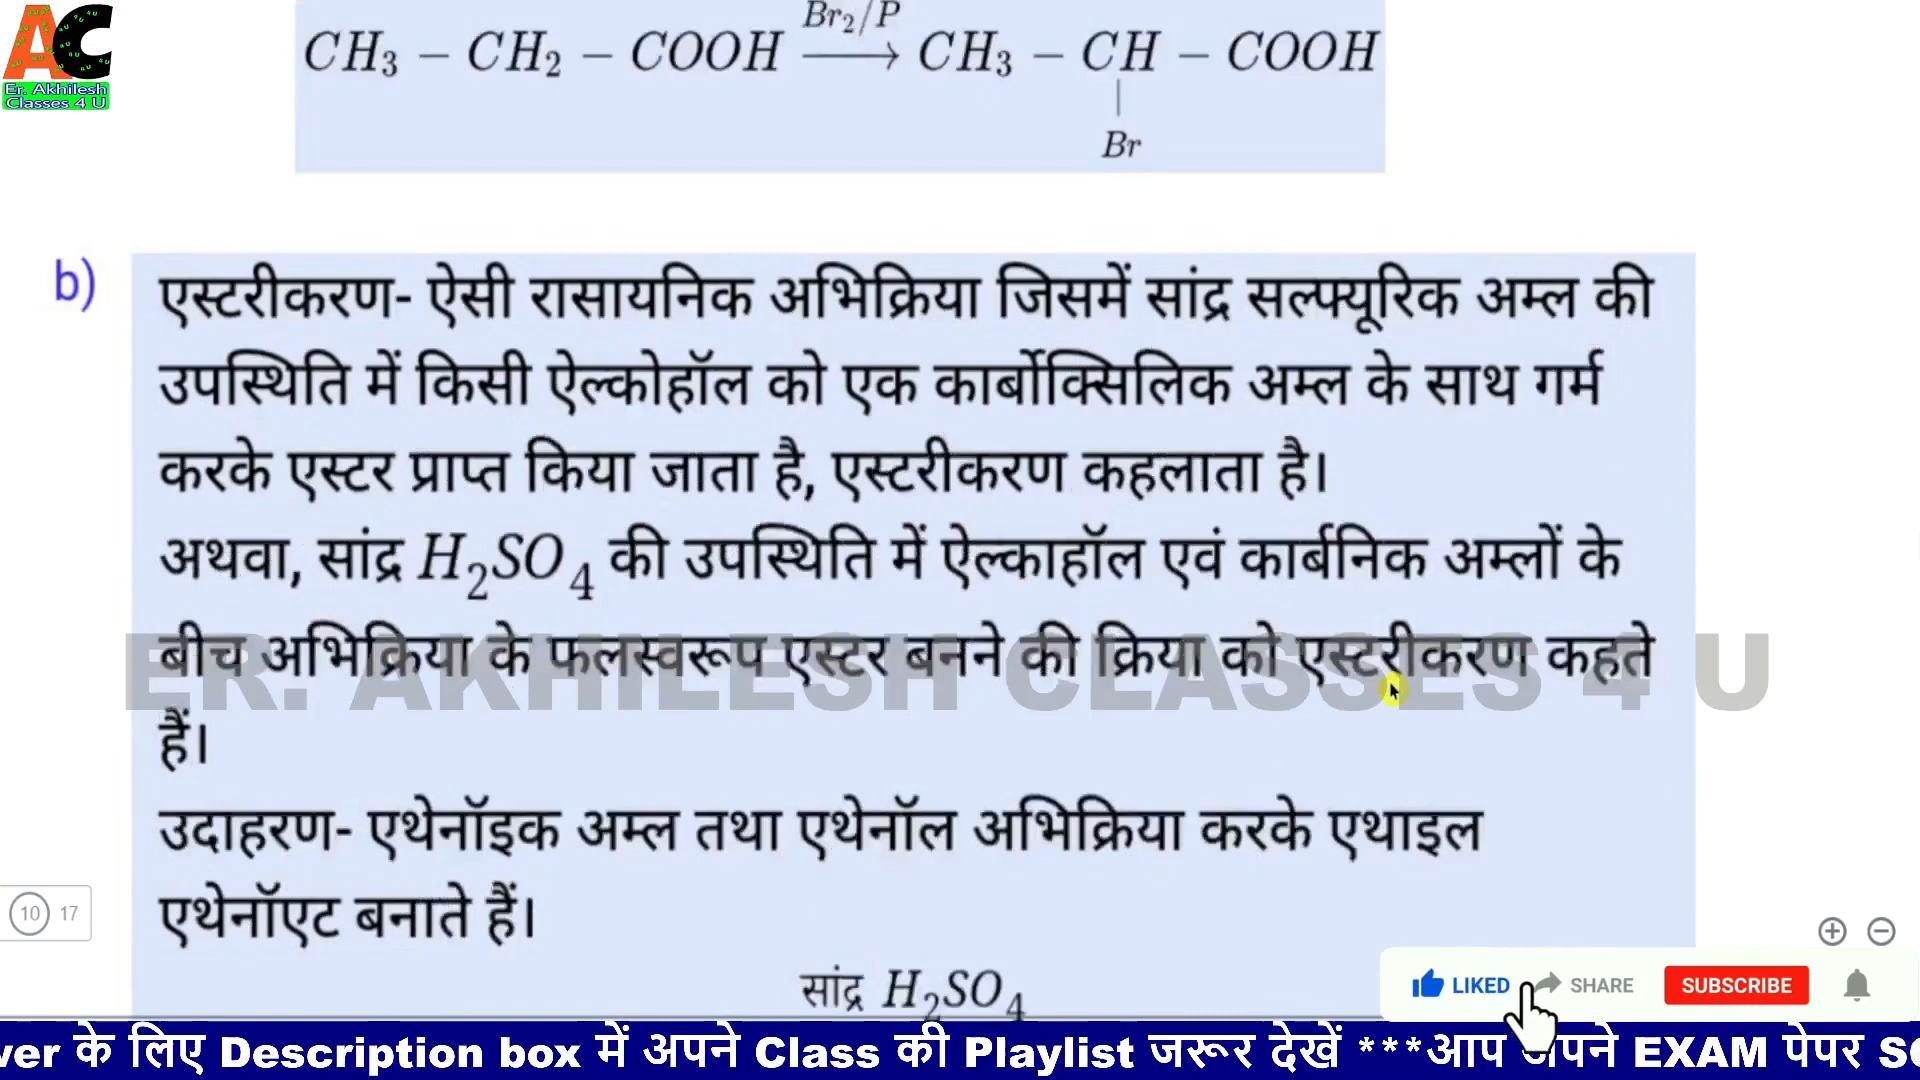 AC
Er. Akhilesh
Classes 4 U
Br₂/P
CH₃ – CH₂ – COOH ⟶ CH₃ – CH – COOH
|
Br
b)
एस्टरीकरण- ऐसी रासायनिक अभिक्रिया जिसमें सांद्र सल्फ्यूरिक अम्ल की
उपस्थिति में किसी ऐल्कोहॉल को एक कार्बोक्सिलिक अम्ल के साथ गर्म
करके एस्टर प्राप्त किया जाता है, एस्टरीकरण कहलाता है।
अथवा, सांद्र H₂SO₄ की उपस्थिति में ऐल्काहॉल एवं कार्बनिक अम्लों के
बीच अभिक्रिया के फलस्वरूप एस्टर बनने की क्रिया को एस्टरीकरण कहते
ER. AKHILESH CLASSES 4 U
हैं।
उदाहरण- एथेनॉइक अम्ल तथा एथेनॉल अभिक्रिया करके एथाइल
एथेनॉएट बनाते हैं।
10 17
सांद्र H₂SO₄
LIKED SHARE SUBSCRIBE
ver के लिए Description box में अपने Class की Playlist जरूर देखें ***आप अपने EXAM पेपर S